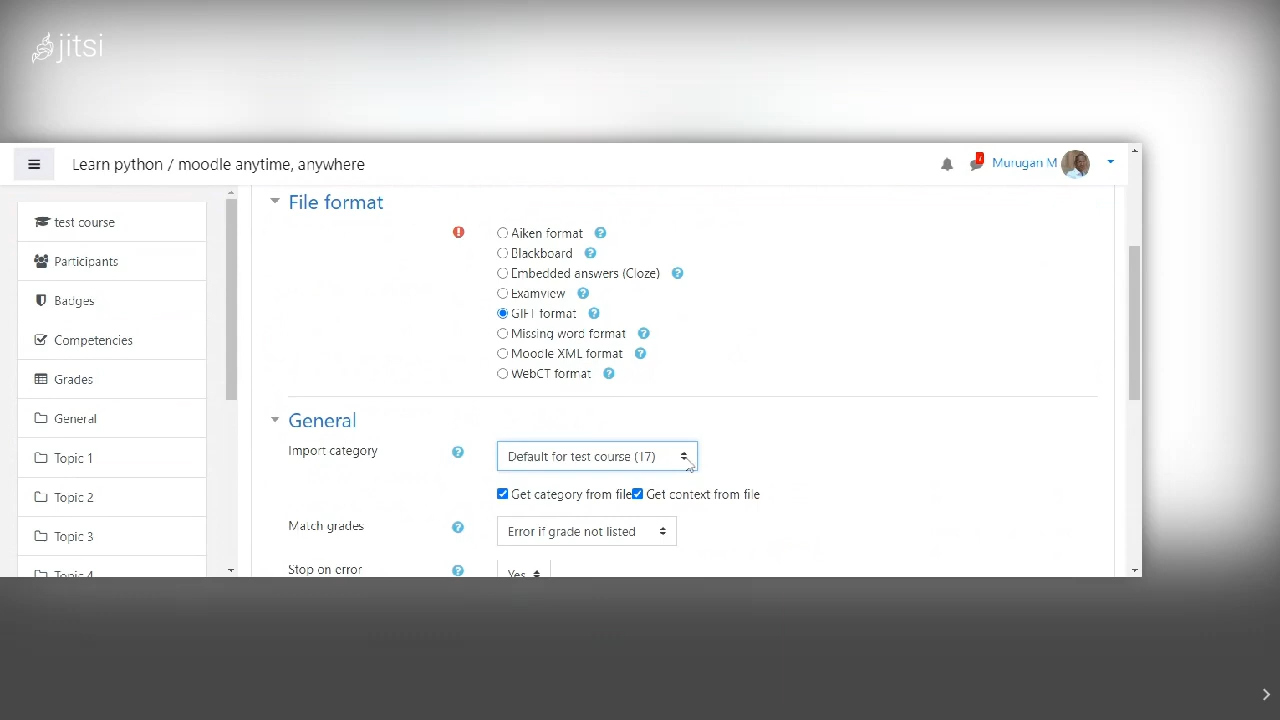 jitsi
Learn python / moodle anytime, anywhere
Murugan M
test course
Participants
Badges
Competencies
Grades
General
Topic 1
Topic 2
Topic 3
Topic 4
File format
Aiken format
Blackboard
Embedded answers (Cloze)
Examview
GIFT format
Missing word format
Moodle XML format
WebCT format
General
Import category
Default for test course (17)
Get category from file Get context from file
Match grades
Error if grade not listed
Stop on error
Yes